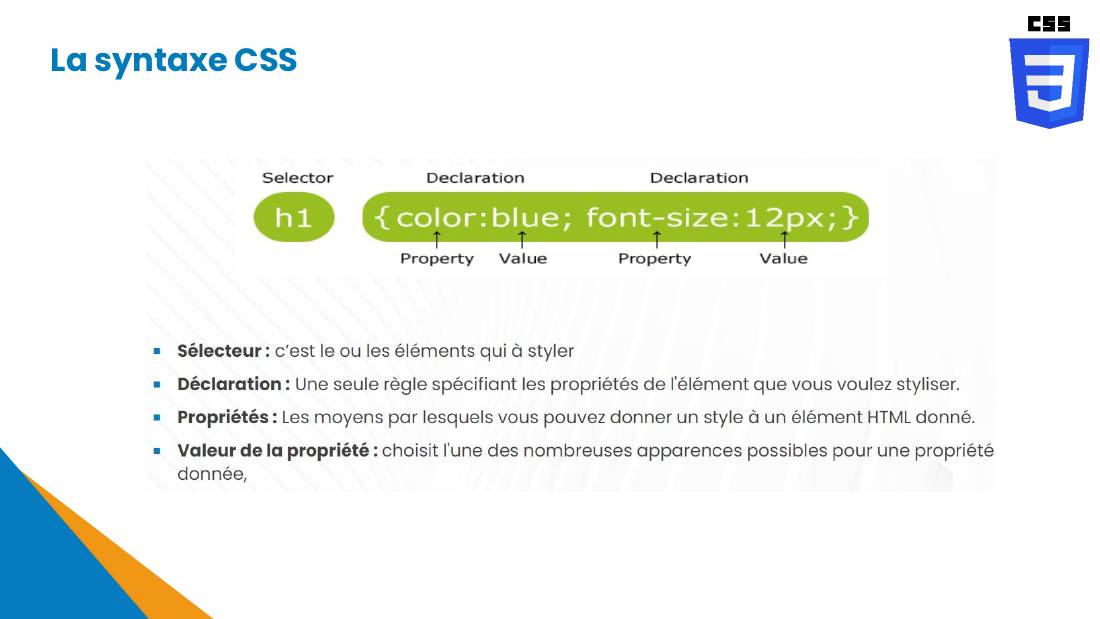 CSS
La syntaxe CSS
Selector Declaration Declaration
h1 {color:blue; font-size:12px;}
Property Value Property Value
Sélecteur : c’est le ou les éléments qui à styler
Déclaration : Une seule règle spécifiant les propriétés de l'élément que vous voulez styliser.
Propriétés : Les moyens par lesquels vous pouvez donner un style à un élément HTML donné.
Valeur de la propriété : choisit l'une des nombreuses apparences possibles pour une propriété
donnée,